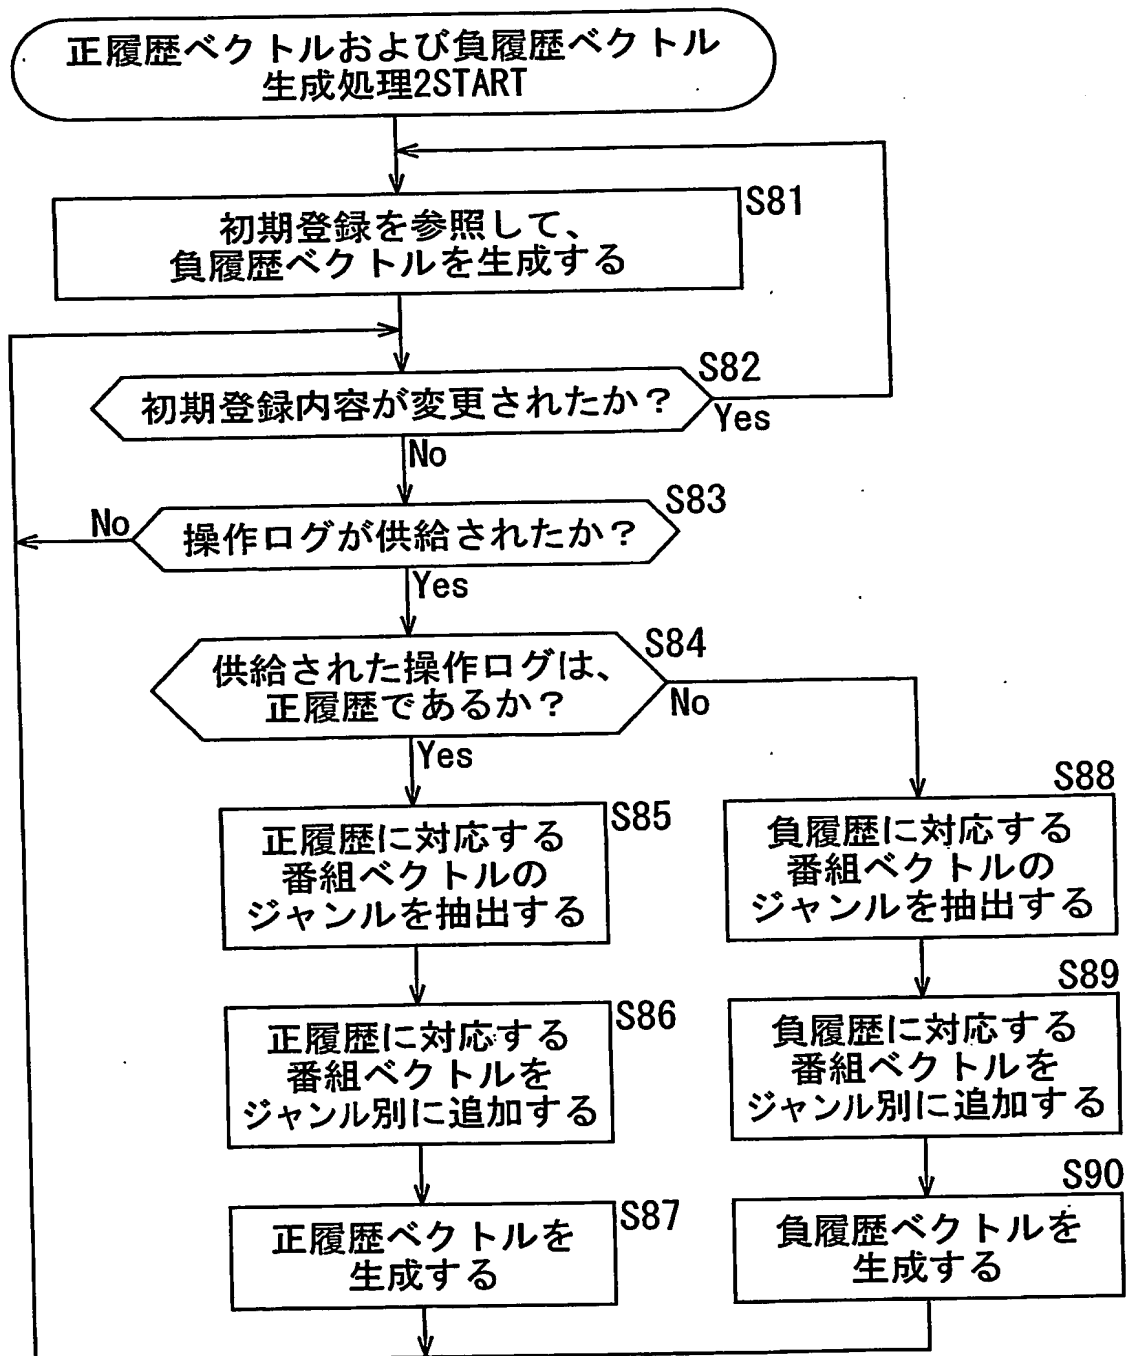 正履歴ベクトルおよび負履歴ベクトル
生成処理2START
S81
初期登録を参照して、
負履歴ベクトルを生成する
S82
初期登録内容が変更されたか?
Yes
No
S83
No
操作ログが供給されたか?
Yes
S84
供給された操作ログは、
正履歴であるか?
No
Yes
S85
正履歴に対応する
番組ベクトルの
ジャンルを抽出する
S88
負履歴に対応する
番組ベクトルの
ジャンルを抽出する
S86
正履歴に対応する
番組ベクトルを
ジャンル別に追加する
S89
負履歴に対応する
番組ベクトルを
ジャンル別に追加する
S87
正履歴ベクトルを
生成する
S90
負履歴ベクトルを
生成する